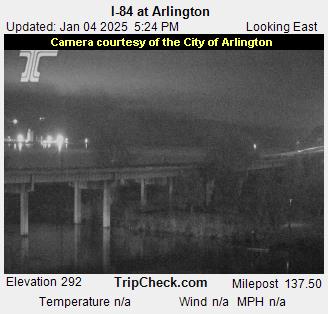 I-84 at Arlington
Updated: Jan 04 2025 5:24 PM Looking East
Camera courtesy of the City of Arlington
Elevation 292 TripCheck.com Milepost 137.50
Temperature n/a Wind n/a MPH n/a